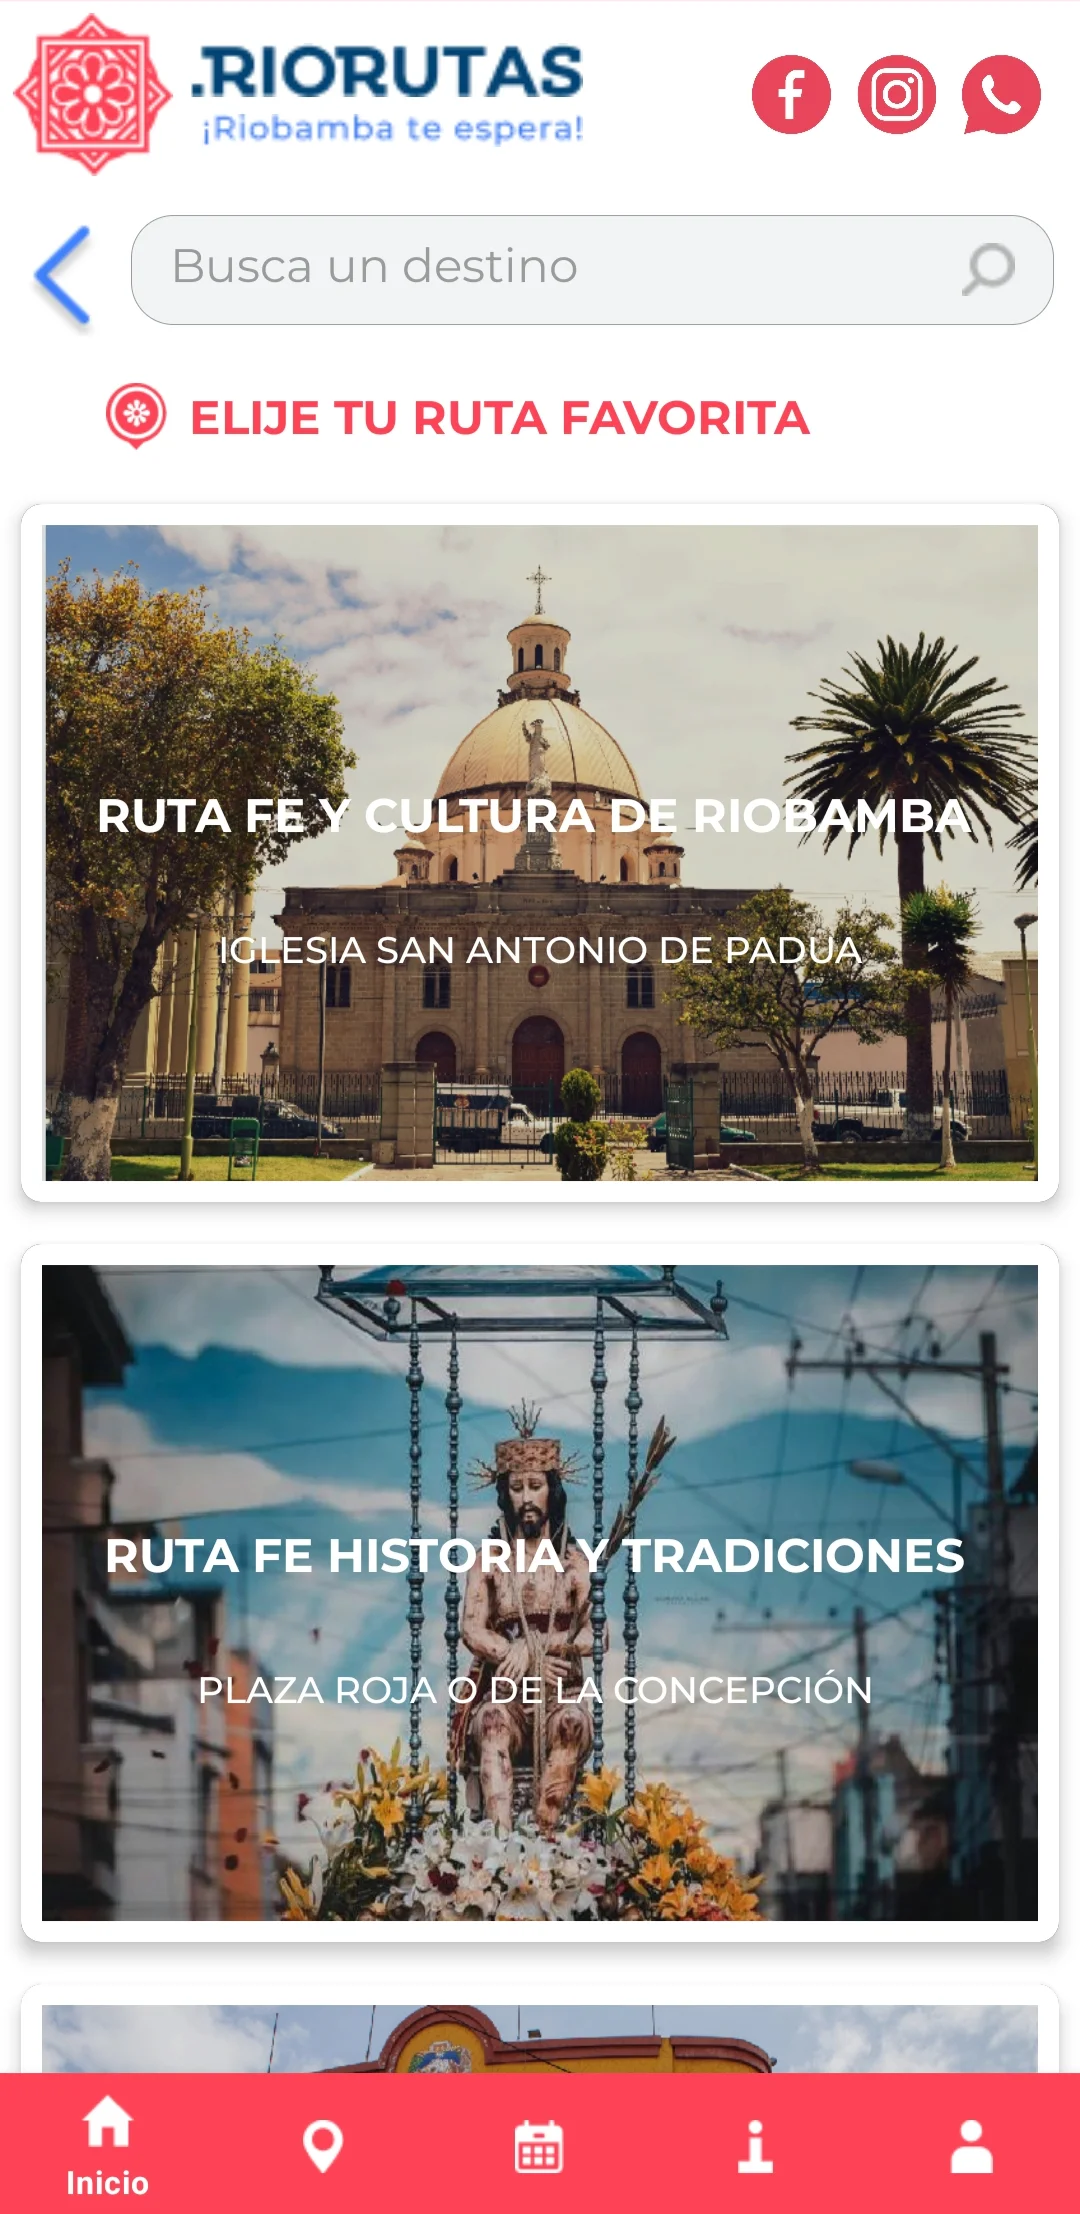 .RIORUTAS
¡Riobamba te espera!
Busca un destino
ELIJE TU RUTA FAVORITA
RUTA FE Y CULTURA DE RIOBAMBA
IGLESIA SAN ANTONIO DE PADUA
RUTA FE HISTORIA Y TRADICIONES
PLAZA ROJA O DE LA CONCEPCIÓN
Inicio